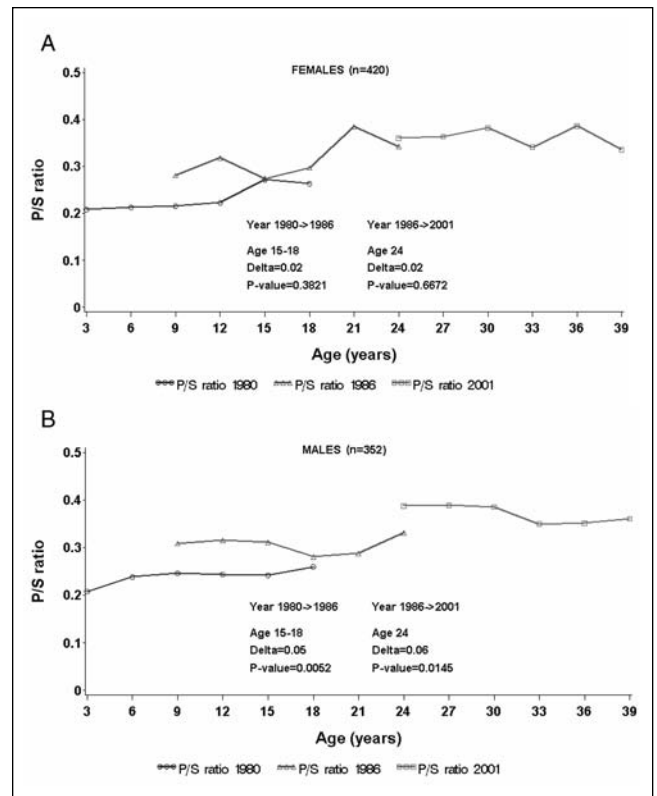 A
FEMALES (n=420)
0.5
0.4
0.3
0.2
0.1
0
P/S ratio
Year 1980->1986 Year 1986->2001
Age 15-18 Age 24
Delta=0.02 Delta=0.02
P-value=0.3821 P-value=0.6672
3 6 9 12 15 18 21 24 27 30 33 36 39
Age (years)
P/S ratio 1980 P/S ratio 1986 P/S ratio 2001
B
MALES (n=352)
0.5
0.4
0.3
0.2
0.1
0
P/S ratio
Year 1980->1986 Year 1986->2001
Age 15-18 Age 24
Delta=0.05 Delta=0.06
P-value=0.0052 P-value=0.0145
3 6 9 12 15 18 21 24 27 30 33 36 39
Age (years)
P/S ratio 1980 P/S ratio 1986 P/S ratio 2001